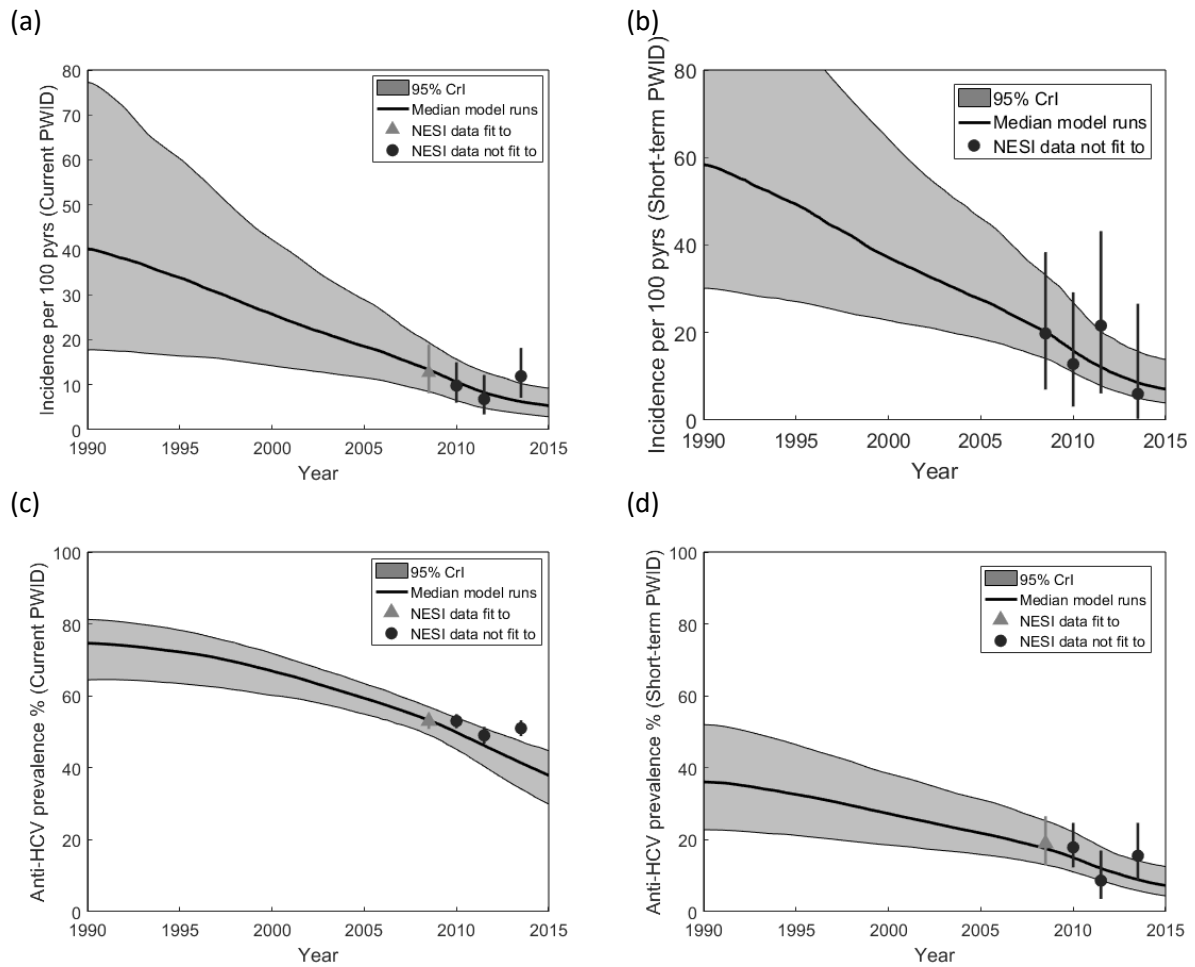 (a)
Incidence per 100 pyrs (Current PWID)
80
70
60
50
40
30
20
10
0
1990 1995 2000 2005 2010 2015
Year
95% CrI
Median model runs
NESI data fit to
NESI data not fit to
(b)
Incidence per 100 pyrs (Short-term PWID)
80
60
40
20
0
1990 1995 2000 2005 2010 2015
Year
95% CrI
Median model runs
NESI data not fit to
(c)
Anti-HCV prevalence % (Current PWID)
100
80
60
40
20
0
1990 1995 2000 2005 2010 2015
Year
95% CrI
Median model runs
NESI data fit to
NESI data not fit to
(d)
Anti-HCV prevalence % (Short-term PWID)
100
80
60
40
20
0
1990 1995 2000 2005 2010 2015
Year
95% CrI
Median model runs
NESI data fit to
NESI data not fit to